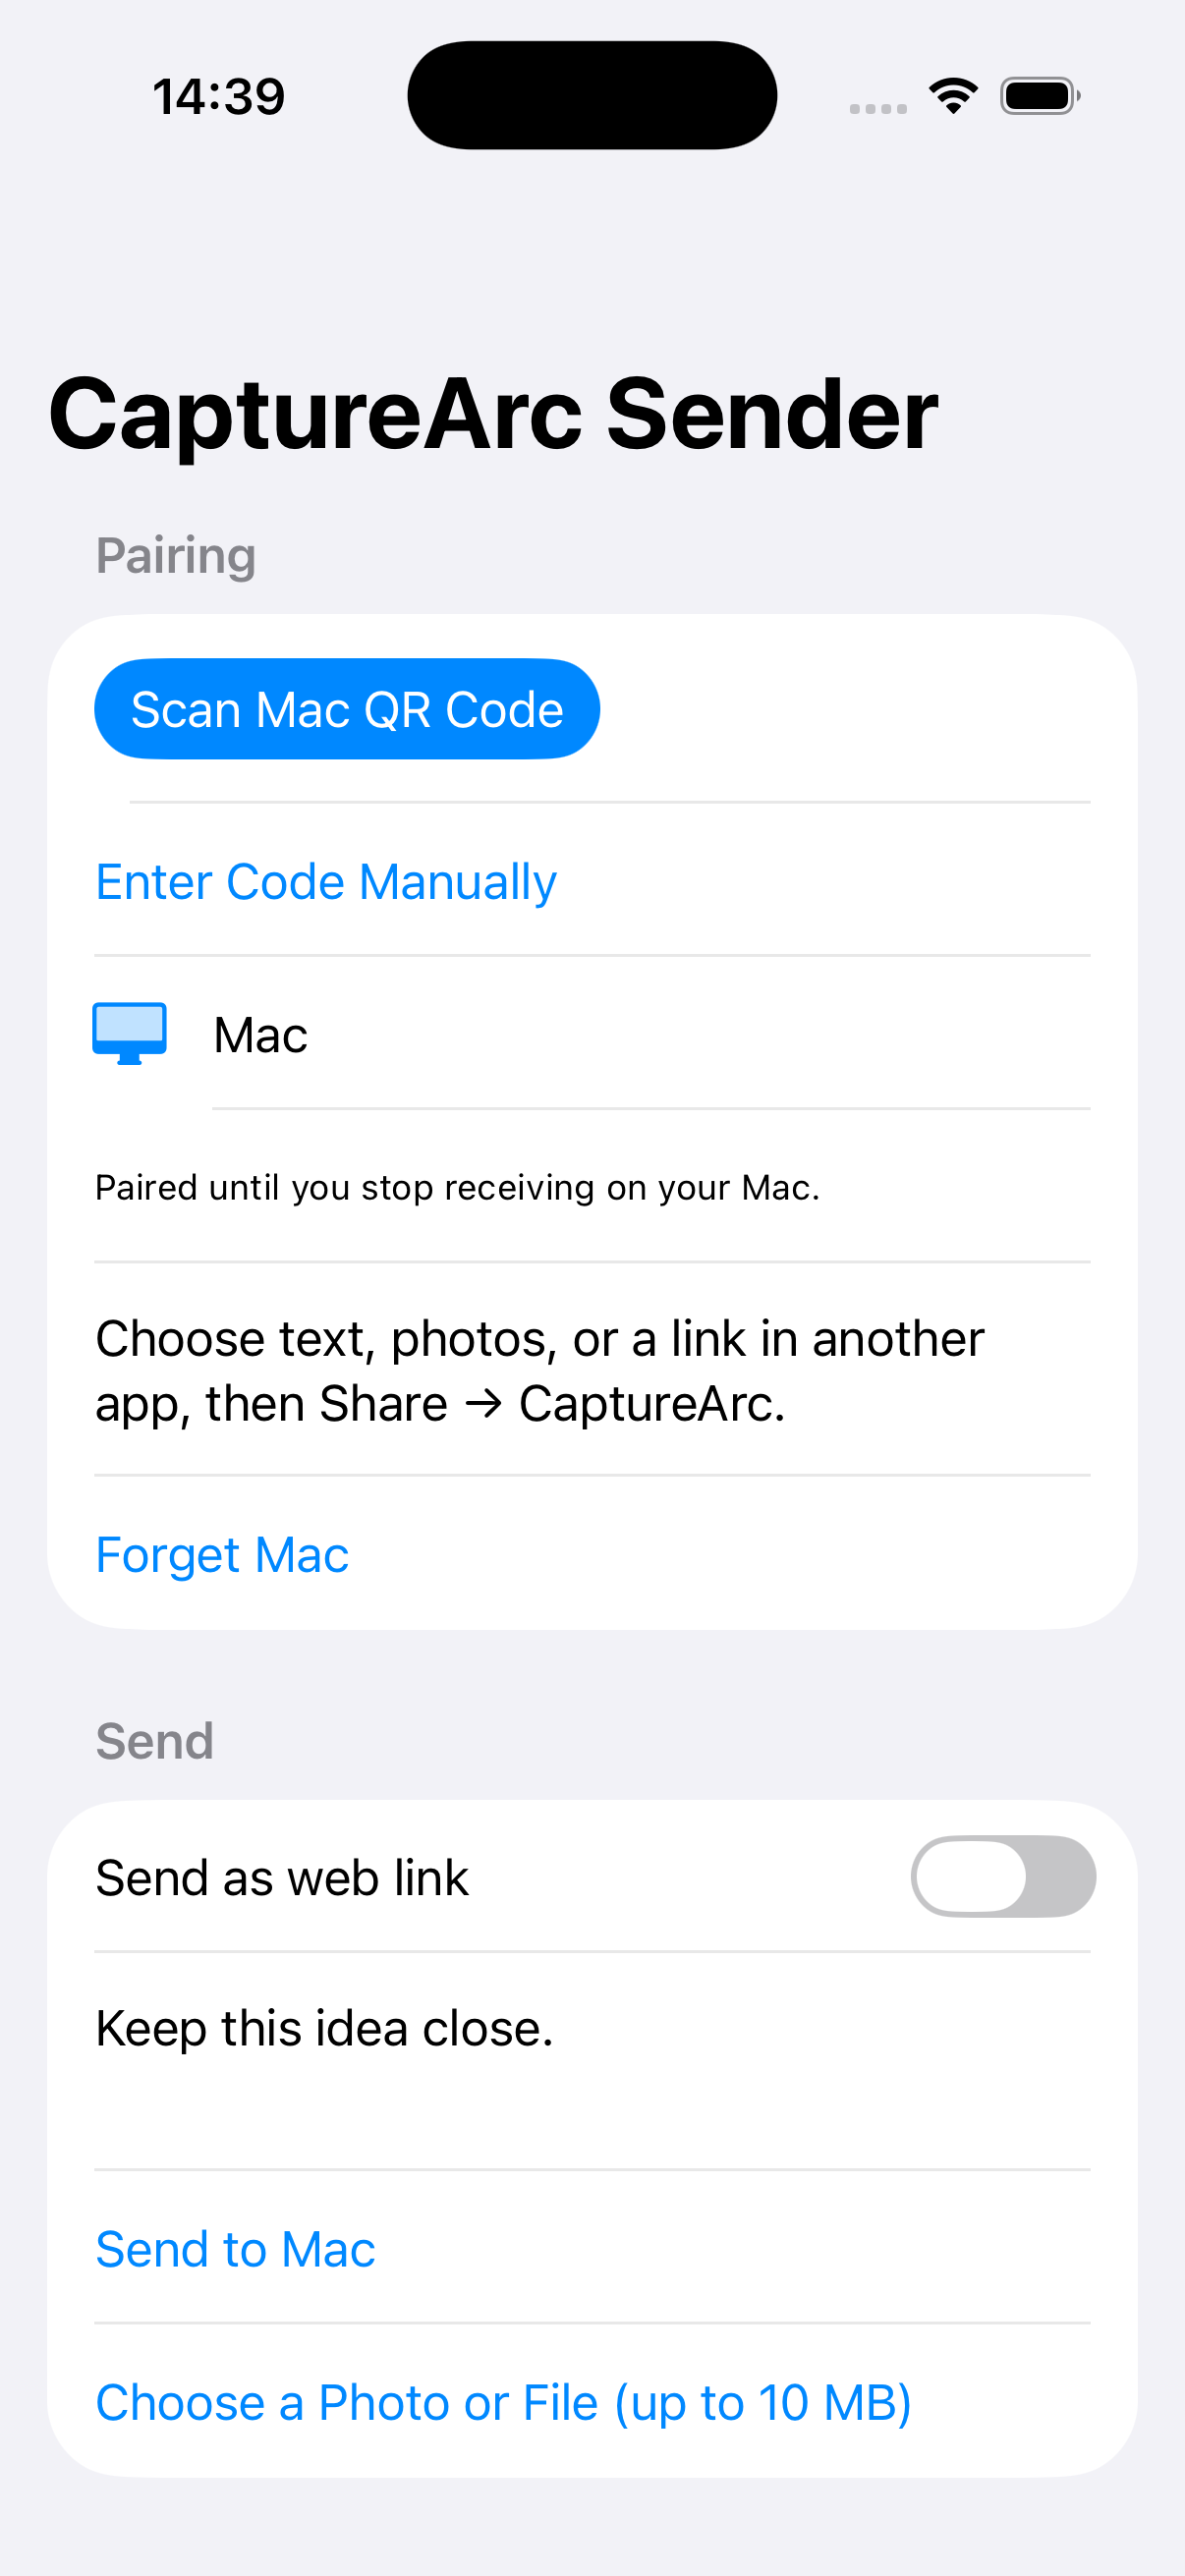 14:39
CaptureArc Sender
Pairing
Scan Mac QR Code
Enter Code Manually
Mac
Paired until you stop receiving on your Mac.
Choose text, photos, or a link in another
app, then Share → CaptureArc.
Forget Mac
Send
Send as web link
Keep this idea close.
Send to Mac
Choose a Photo or File (up to 10 MB)